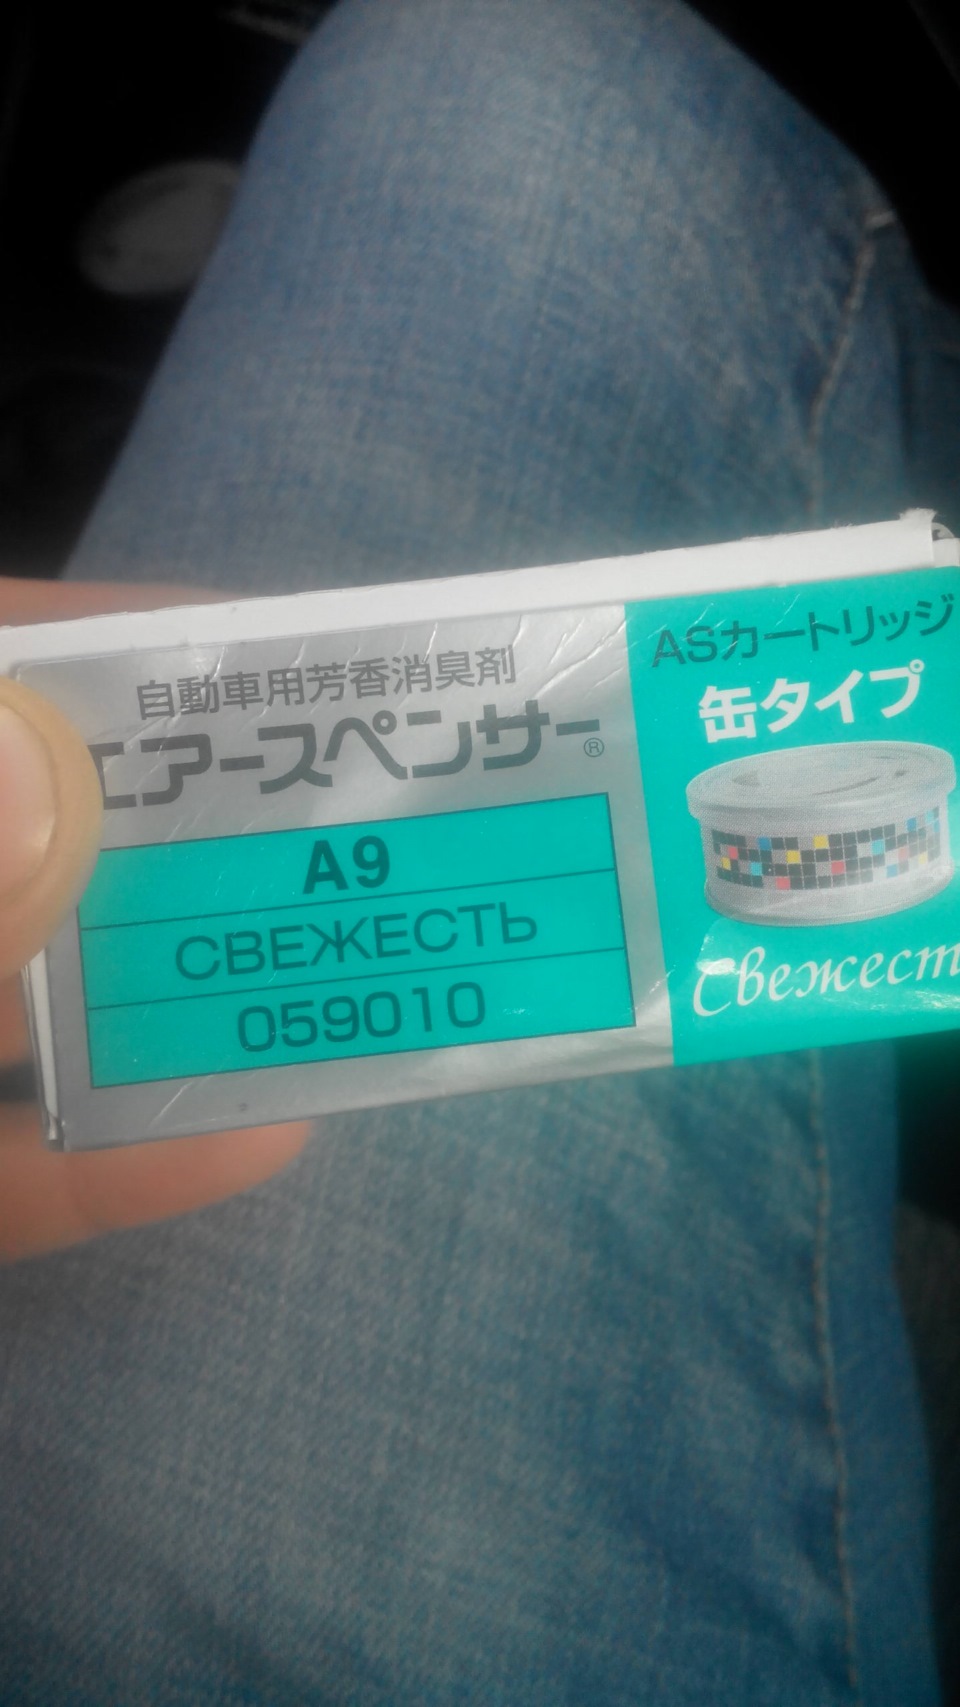 自動車用芳香消臭剤
エアースペンサー®
A9
СВЕЖЕСТЬ
059010
ASカートリッジ
缶タイプ
Свежест